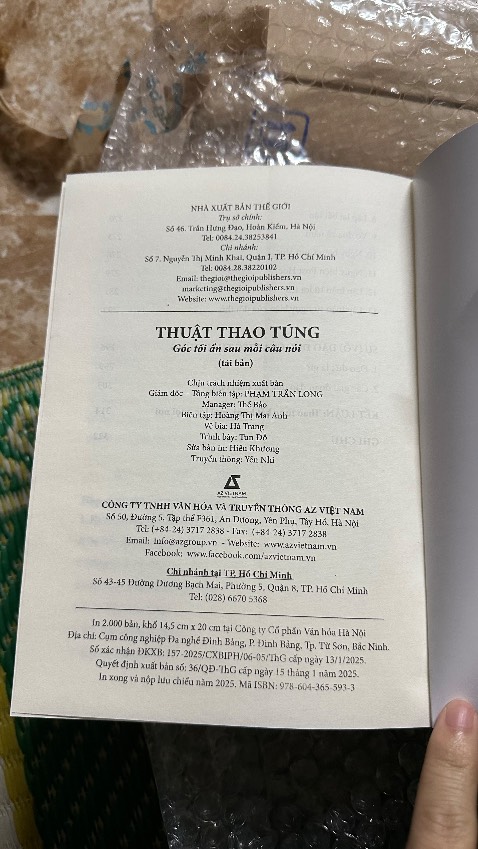 NHÀ XUẤT BẢN THẾ GIỚI
Trụ sở chính:
Số 46. Trần Hưng Đạo, Hoàn Kiếm, Hà Nội
Tel: 0084.24.38253841
Chi nhánh:
Số 7. Nguyễn Thị Minh Khai, Quận I, TP. Hồ Chí Minh
Tel: 0084.28.38220102
Email: thegioi@thegioipublishers.vn
marketing@thegioipublishers.vn
Website: www.thegioipublishers.vn
THUẬT THAO TÚNG
Góc tối ẩn sau mỗi câu nói
(tái bản)
Chịu trách nhiệm xuất bản
Giám đốc - Tổng biên tập: PHẠM TRẦN LONG
Manager: Thế Bảo
Biên tập: Hoàng Thị Mai Anh
Vẽ bìa: Hà Trang
Trình bày: Tun Đô
Sửa bản in: Hiên Khương
Truyền thông: Yến Nhi
AZ VIETNAM
CÔNG TY TNHH VĂN HÓA VÀ TRUYỀN THÔNG AZ VIỆT NAM
Số 50, Đường 5, Tập thể F361, An Dương, Yên Phụ, Tây Hồ, Hà Nội
Tel: (+84-24) 3717 2838 - Fax: (+84-24) 3717 2838
Email: info@azgroup.vn - Website: www.azvietnam.vn
Facebook: www.facebook.com/azvietnam.vn
Chi nhánh tại TP. Hồ Chí Minh
Số 43-45 Đường Dương Bạch Mai, Phường 5, Quận 8, TP. Hồ Chí Minh
Tel: (028) 6670 5368
In 2.000 bản, khổ 14,5 cm x 20 cm tại Công ty Cổ phần Văn hóa Hà Nội
Địa chỉ: Cụm công nghiệp Đa nghề Đình Bảng, P. Đình Bảng, Tp. Từ Sơn, Bắc Ninh.
Số xác nhận ĐKXB: 157-2025/CXBIPH/06-05/ThG cấp ngày 13/1/2025.
Quyết định xuất bản số: 36/QĐ-ThG cấp ngày 15 tháng 1 năm 2025.
In xong và nộp lưu chiểu năm 2025. Mã ISBN: 978-604-365-593-3